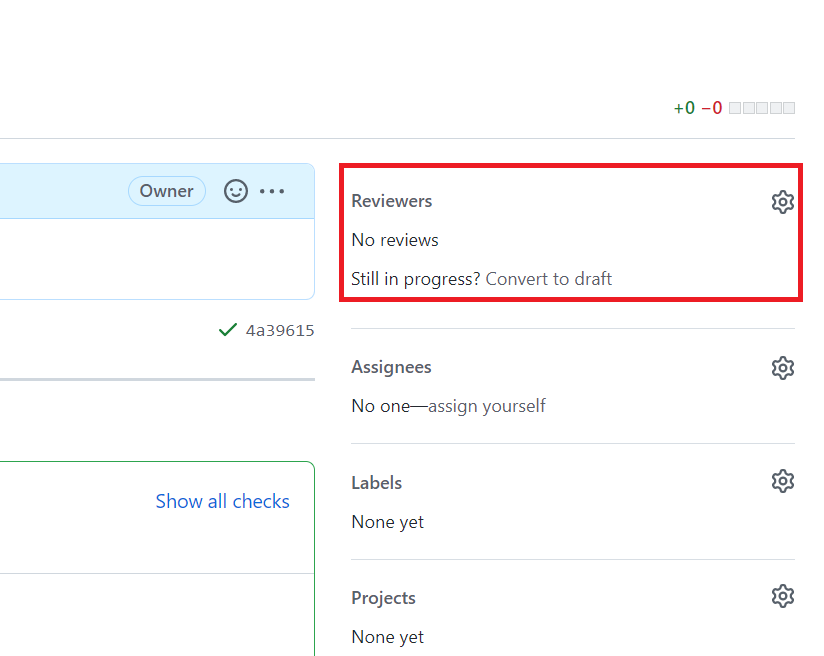 +0 −0
Owner
Reviewers
No reviews
Still in progress? Convert to draft
4a39615
Assignees
No one—assign yourself
Show all checks
Labels
None yet
Projects
None yet